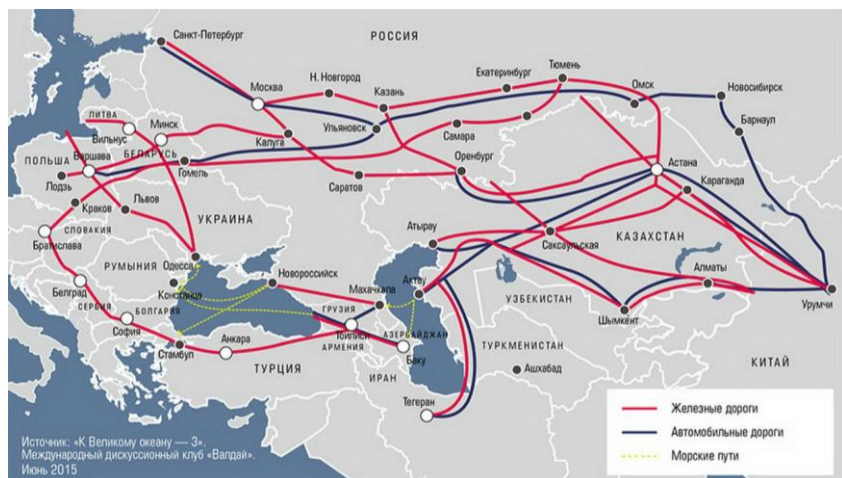 Санкт-Петербург
РОССИЯ
Москва
Н. Новгород
Казань
Екатеринбург
Тюмень
Омск
Новосибирск
Барнаул
ЛИТВА
Вильнус
Минск
Калуга
Ульяновск
Самара
ПОЛЬША
Варшава
БЕЛАРУСЬ
Гомель
Лодзь
Саратов
Оренбург
Астана
Караганда
Краков
Львов
УКРАИНА
СЛОВАКИЯ
Братислава
РУМЫНИЯ
Одесса
Атырау
Саксаульская
КАЗАХСТАН
Констанца
Новороссийск
Махачкала
Актау
Алматы
Урумчи
Белград
СЕРБИЯ
БОЛГАРИЯ
София
ГРУЗИЯ
УЗБЕКИСТАН
Шымкент
Стамбул
Анкара
Тбилиси
АРМЕНИЯ
АЗЕРБАЙДЖАН
Баку
ТУРКМЕНИСТАН
ТУРЦИЯ
ИРАН
Ашхабад
КИТАЙ
Тегеран
Железные дороги
Автомобильные дороги
Морские пути
Источник: «К Великому океану — 3».
Международный дискуссионный клуб «Валдай».
Июнь 2015